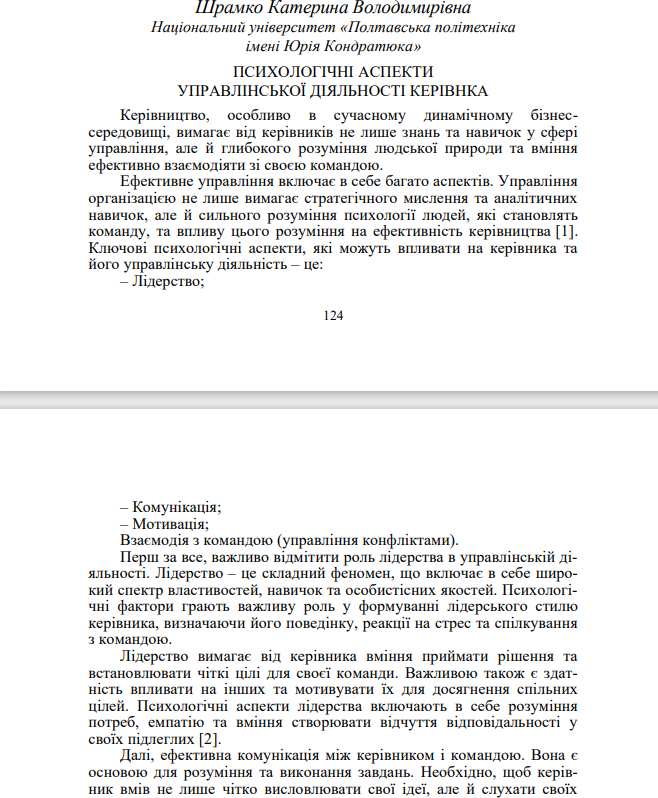 Шрамко Катерина Володимирівна
Національний університет «Полтавська політехніка
імені Юрія Кондратюка»
ПСИХОЛОГІЧНІ АСПЕКТИ
УПРАВЛІНСЬКОЇ ДІЯЛЬНОСТІ КЕРІВНКА
Керівництво, особливо в сучасному динамічному бізнес-
середовищі, вимагає від керівників не лише знань та навичок у сфері
управління, але й глибокого розуміння людської природи та вміння
ефективно взаємодіяти зі своєю командою.
Ефективне управління включає в себе багато аспектів. Управління
організацією не лише вимагає стратегічного мислення та аналітичних
навичок, але й сильного розуміння психології людей, які становлять
команду, та впливу цього розуміння на ефективність керівництва [1].
Ключові психологічні аспекти, які можуть впливати на керівника та
його управлінську діяльність – це:
– Лідерство;
124
– Комунікація;
– Мотивація;
Взаємодія з командою (управління конфліктами).
Перш за все, важливо відмітити роль лідерства в управлінській ді-
яльності. Лідерство – це складний феномен, що включає в себе широ-
кий спектр властивостей, навичок та особистісних якостей. Психологі-
чні фактори грають важливу роль у формуванні лідерського стилю
керівника, визначаючи його поведінку, реакції на стрес та спілкування
з командою.
Лідерство вимагає від керівника вміння приймати рішення та
встановлювати чіткі цілі для своєї команди. Важливою також є здат-
ність впливати на інших та мотивувати їх для досягнення спільних
цілей. Психологічні аспекти лідерства включають в себе розуміння
потреб, емпатію та вміння створювати відчуття відповідальності у
своїх підлеглих [2].
Далі, ефективна комунікація між керівником і командою. Вона є
основою для розуміння та виконання завдань. Необхідно, щоб керів-
ник вмів не лише чітко висловлювати свої ідеї, але й слухати своїх